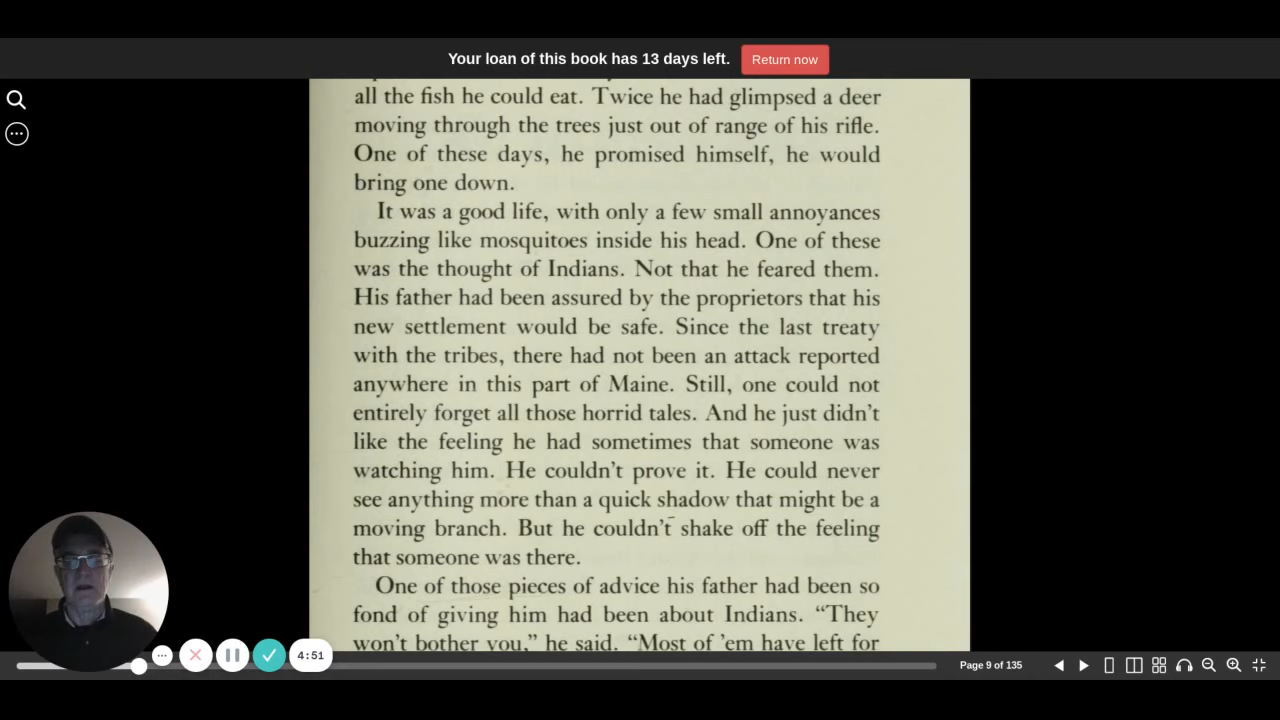 Your loan of this book has 13 days left. Return now
all the fish he could eat. Twice he had glimpsed a deer
moving through the trees just out of range of his rifle.
One of these days, he promised himself, he would
bring one down.
It was a good life, with only a few small annoyances
buzzing like mosquitoes inside his head. One of these
was the thought of Indians. Not that he feared them.
His father had been assured by the proprietors that his
new settlement would be safe. Since the last treaty
with the tribes, there had not been an attack reported
anywhere in this part of Maine. Still, one could not
entirely forget all those horrid tales. And he just didn't
like the feeling he had sometimes that someone was
watching him. He couldn't prove it. He could never
see anything more than a quick shadow that might be a
moving branch. But he couldn't shake off the feeling
that someone was there.
One of those pieces of advice his father had been so
fond of giving him had been about Indians. “They
won't bother you,” he said. “Most of 'em have left for
4:51
Page 9 of 135